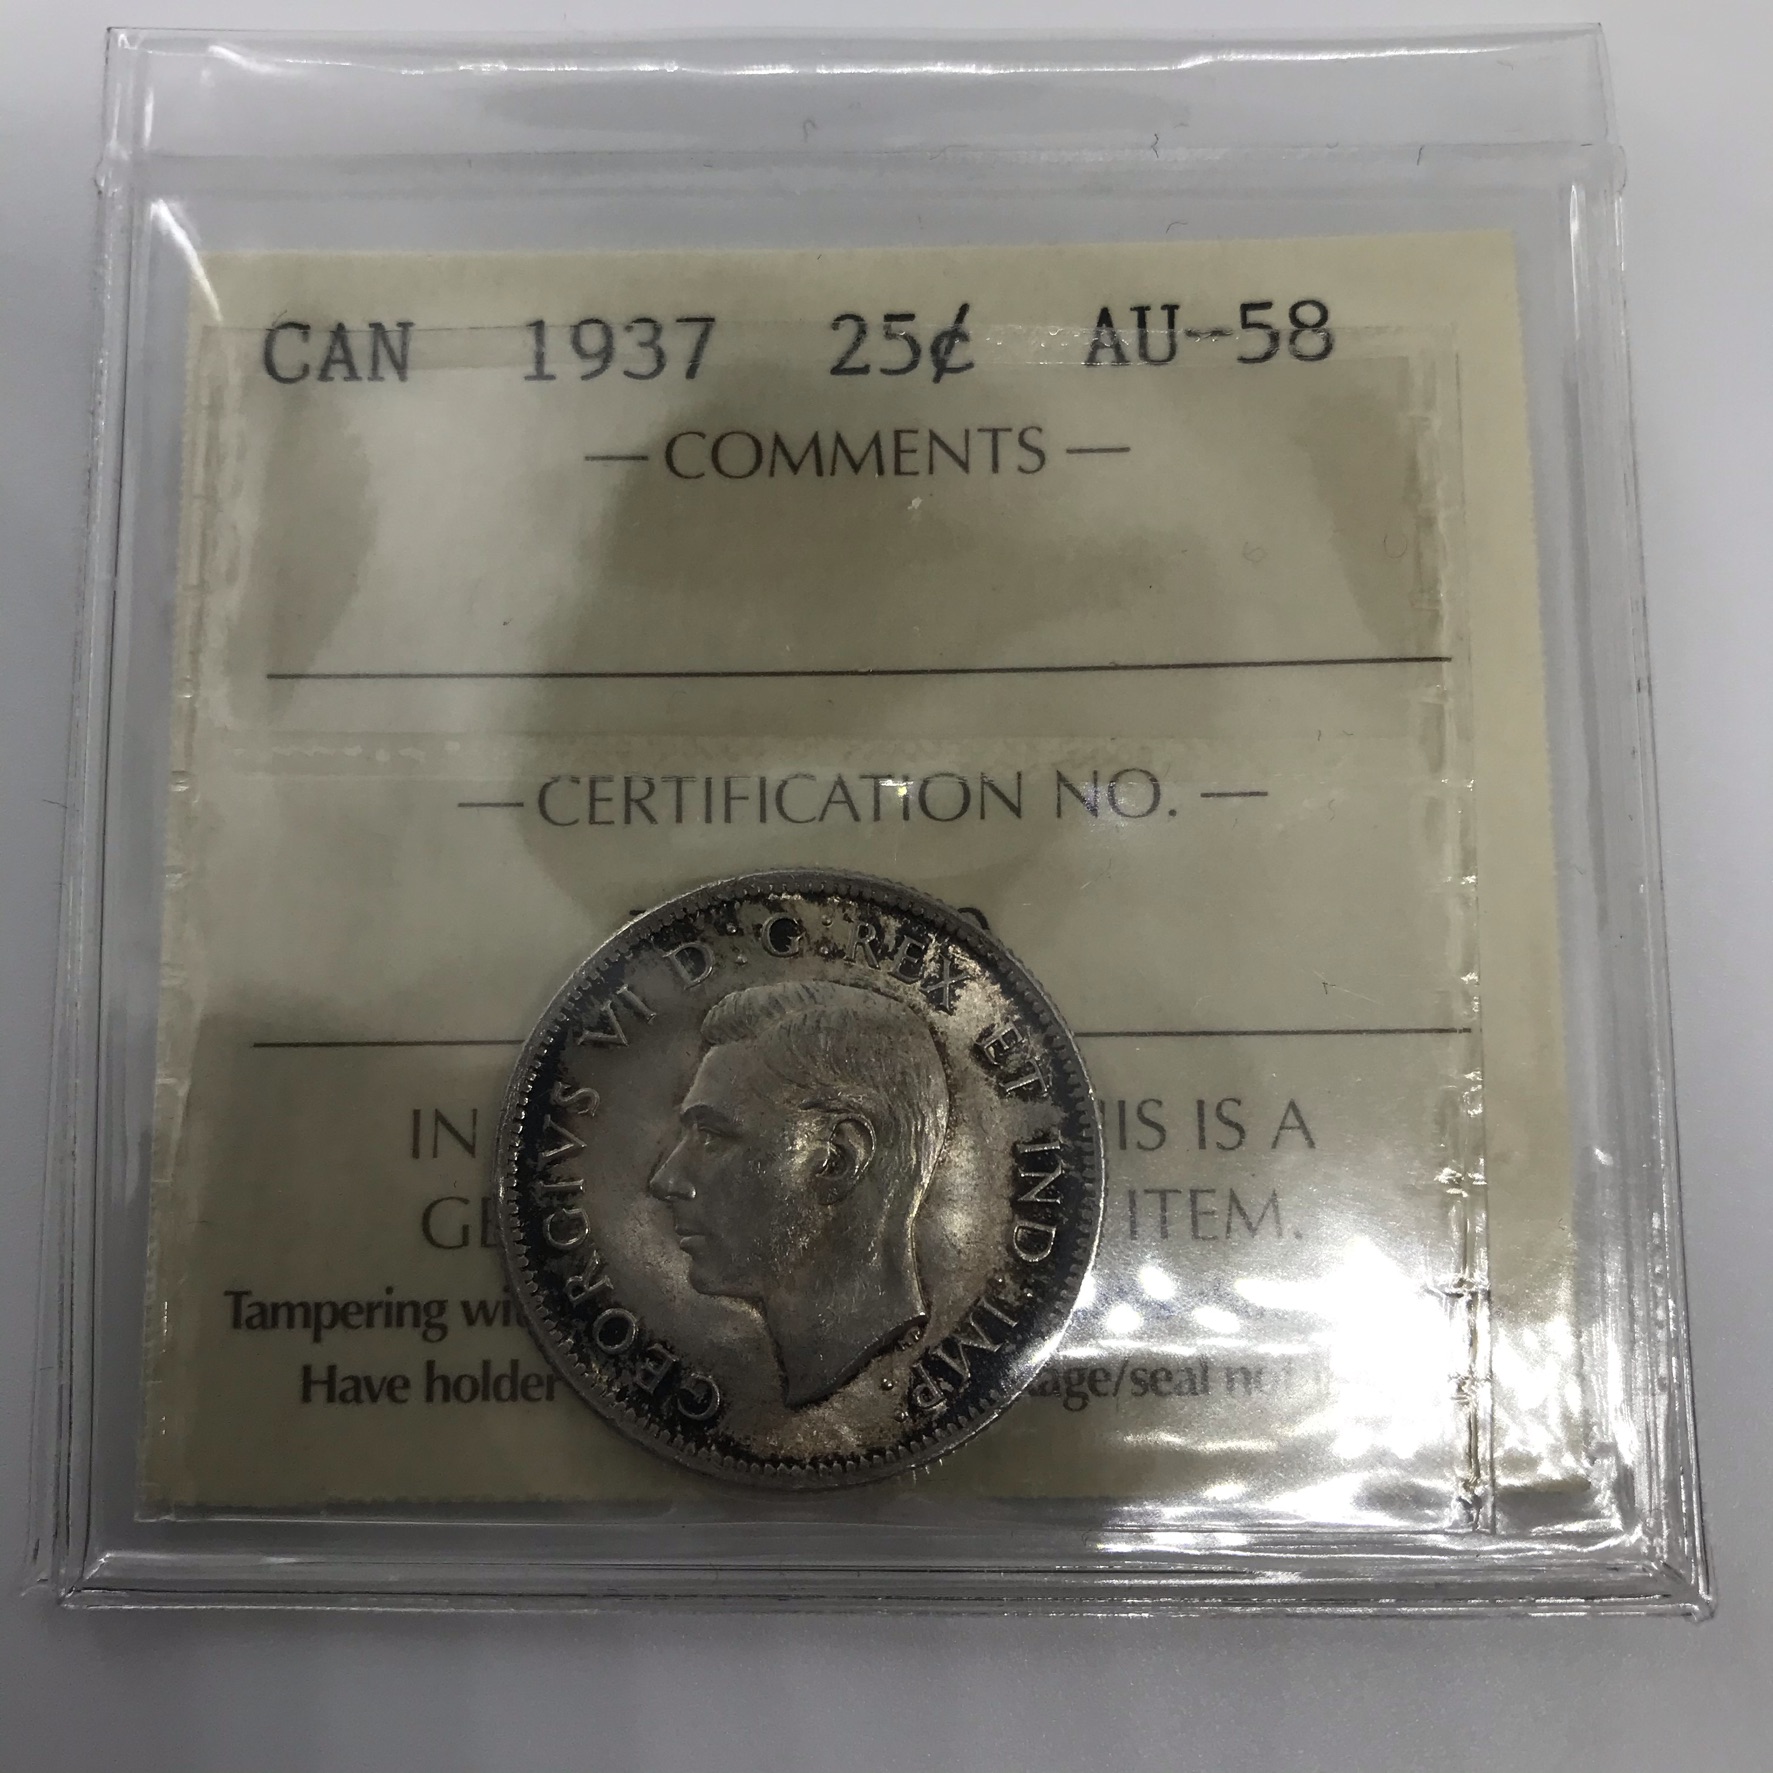 CAN 1937 25¢ AU-58
— COMMENTS —
— CERTIFICATION NO. —
IN IS IS A
GE ITEM.
Tampering wi
Have holder age/seal not
GEORGIVS VI D:G:REX ET IND:IMP: